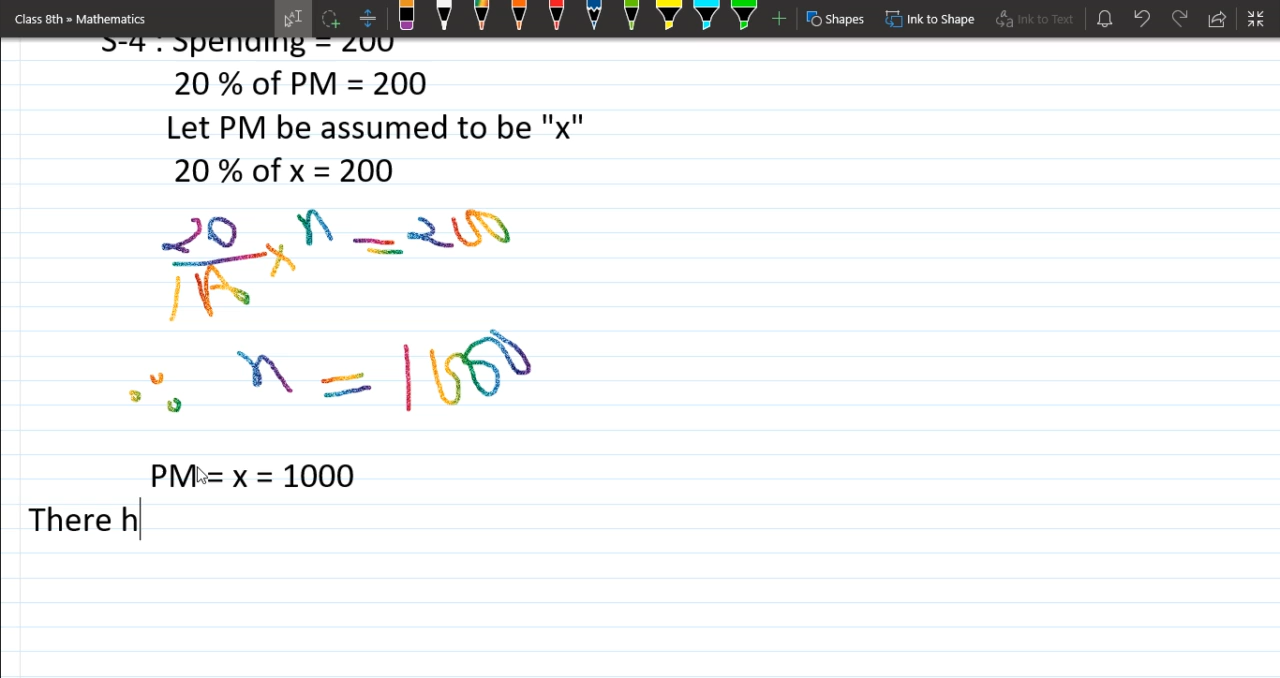 Class 8th » Mathematics Shapes Ink to Shape Ink to Text
S-4 : Spending = 200
20 % of PM = 200
Let PM be assumed to be "x"
20 % of x = 200
20/100 × x = 200
∴ x = 1000
PM = x = 1000
There h